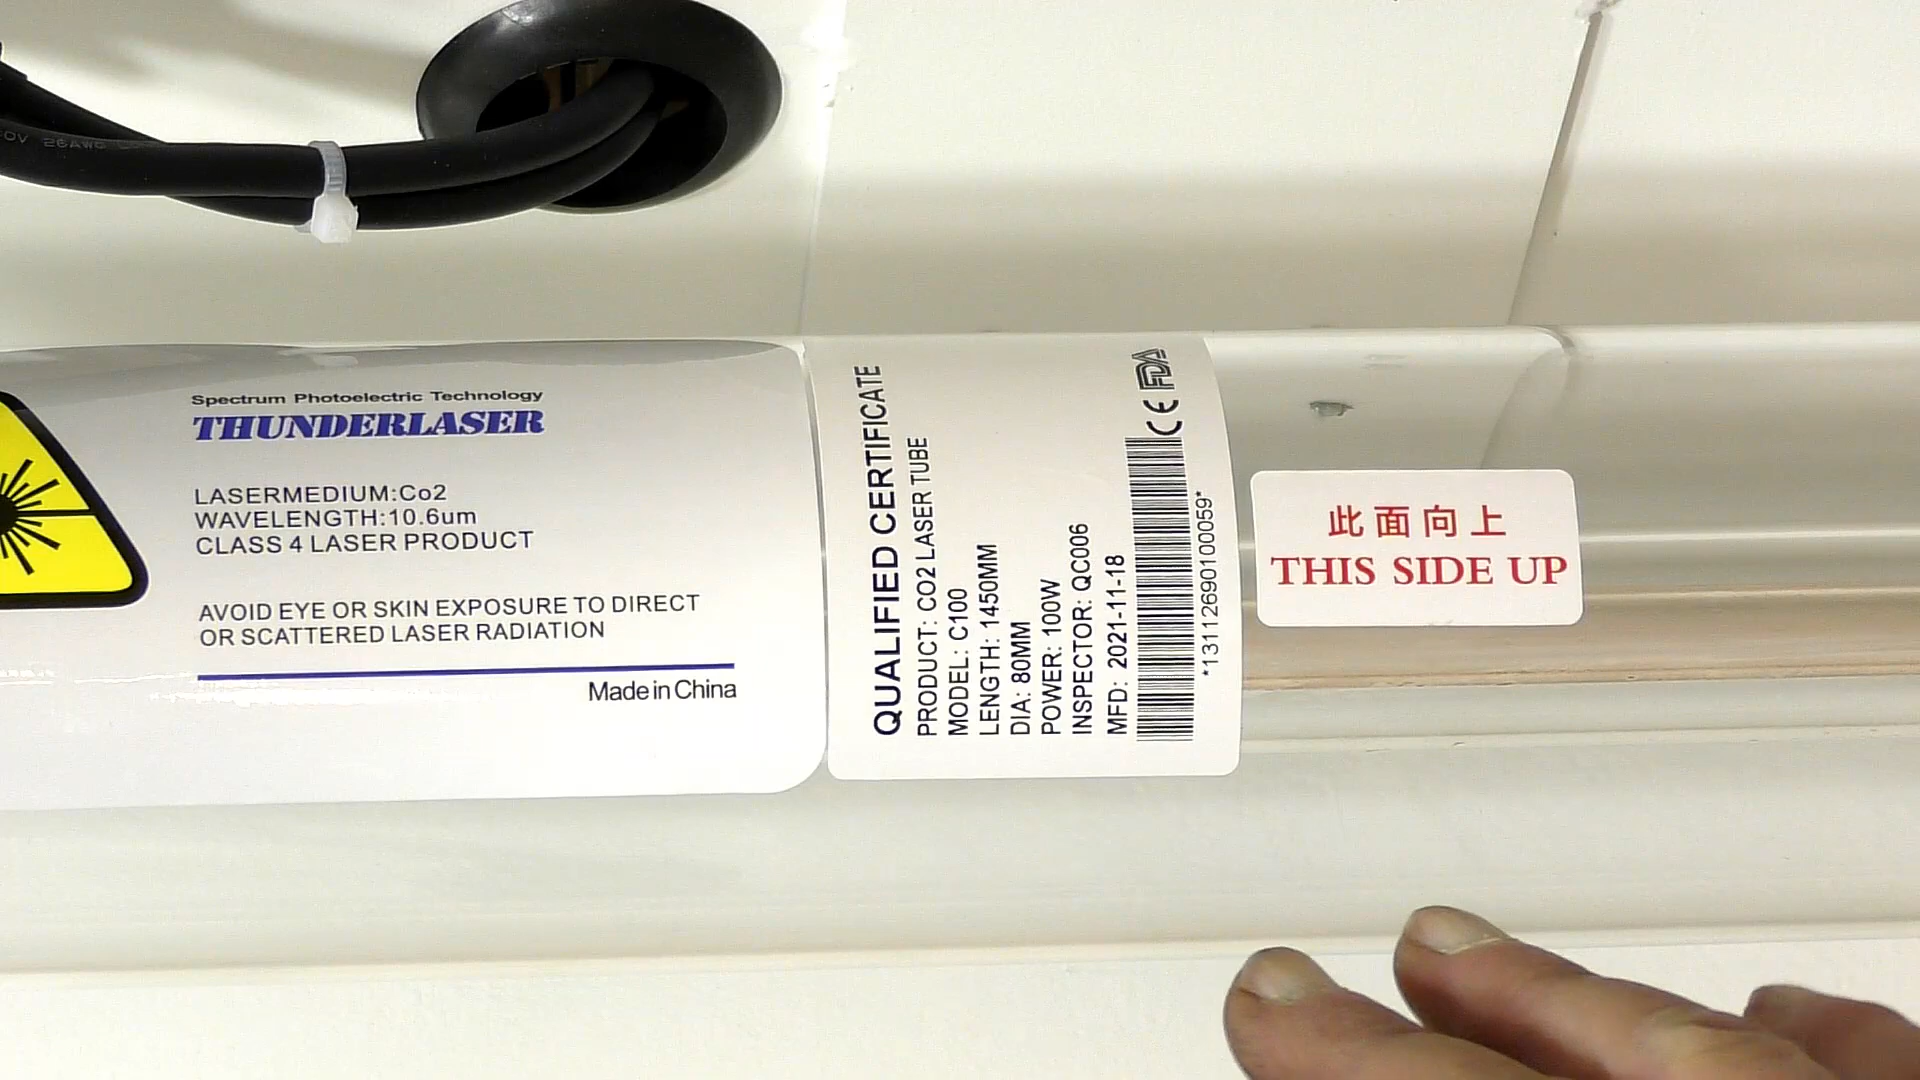 26AWG
Spectrum Photoelectric Technology
THUNDERLASER
LASERMEDIUM:Co2
WAVELENGTH:10.6um
CLASS 4 LASER PRODUCT
AVOID EYE OR SKIN EXPOSURE TO DIRECT
OR SCATTERED LASER RADIATION
Made in China
QUALIFIED CERTIFICATE
PRODUCT: CO2 LASER TUBE
MODEL: C100
LENGTH: 1450MM
DIA: 80MM
POWER: 100W
INSPECTOR: QC006
MFD: 2021-11-18
CE FDA
*13112690100059*
此面向上
THIS SIDE UP